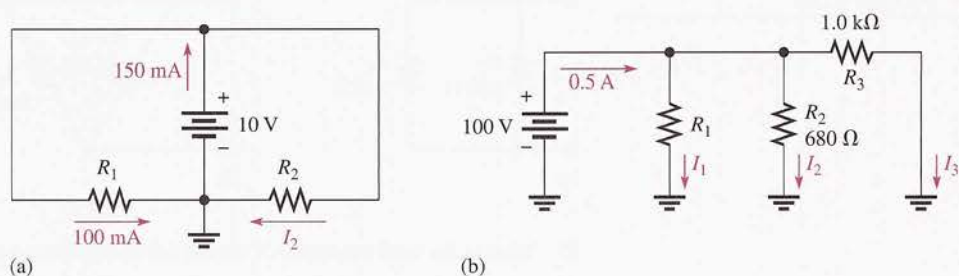 150 mA
+
10 V
−
R1
R2
100 mA
I2
(a)
1.0 kΩ
R3
0.5 A
+
100 V
−
R1
R2
680 Ω
I1
I2
I3
(b)